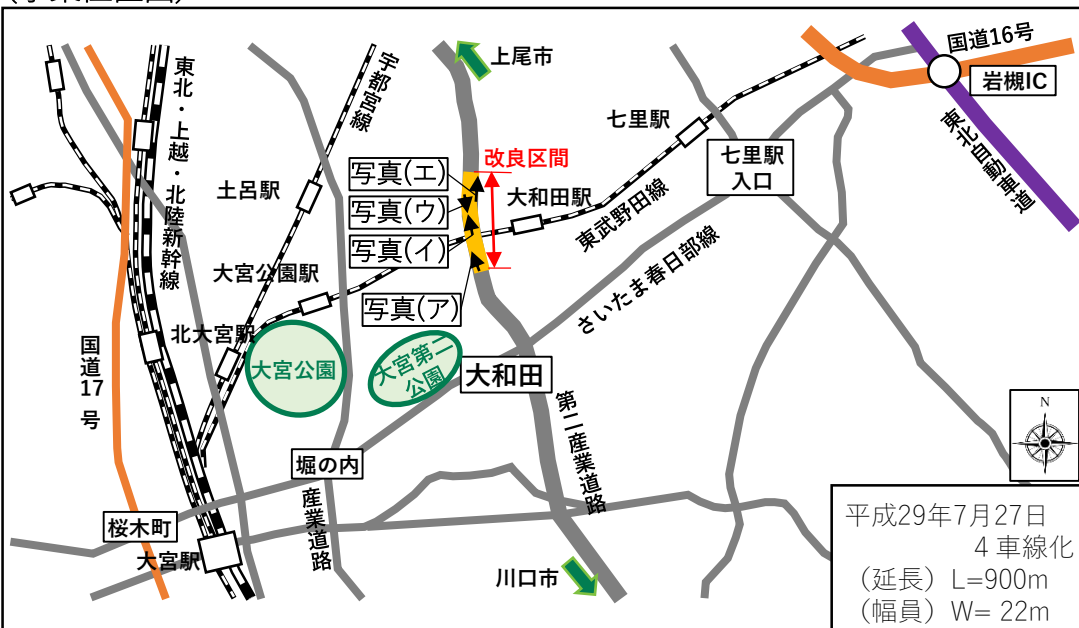 上尾市
国道16号
岩槻IC
東北自動車道
東北・上越・北陸新幹線
宇都宮線
七里駅
七里駅
入口
改良区間
写真(エ)
土呂駅
大和田駅
写真(ウ)
東武野田線
写真(イ)
大宮公園駅
写真(ア)
さいたま春日部線
北大宮駅
国道17号
大宮公園
大宮第二
公園
大和田
第二産業道路
N
堀の内
産業道路
桜木町
大宮駅
川口市
平成29年7月27日
4車線化
(延長) L=900m
(幅員) W= 22m